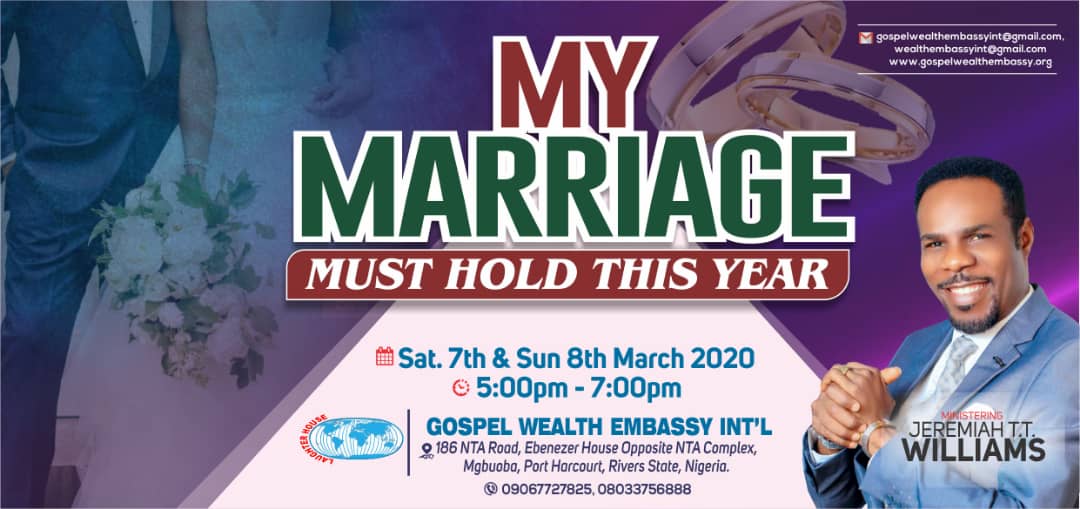 gospelwealthembassyint@gmail.com,
wealthembassyint@gmail.com
www.gospelwealthembassy.org
MY
MARRIAGE
MUST HOLD THIS YEAR
Sat. 7th & Sun 8th March 2020
5:00pm - 7:00pm
LAUGHTER HOUSE
GOSPEL WEALTH EMBASSY INT'L
186 NTA Road, Ebenezer House Opposite NTA Complex,
Mgbuoba, Port Harcourt, Rivers State, Nigeria.
09067727825, 08033756888
MINISTERING
JEREMIAH T.T.
WILLIAMS